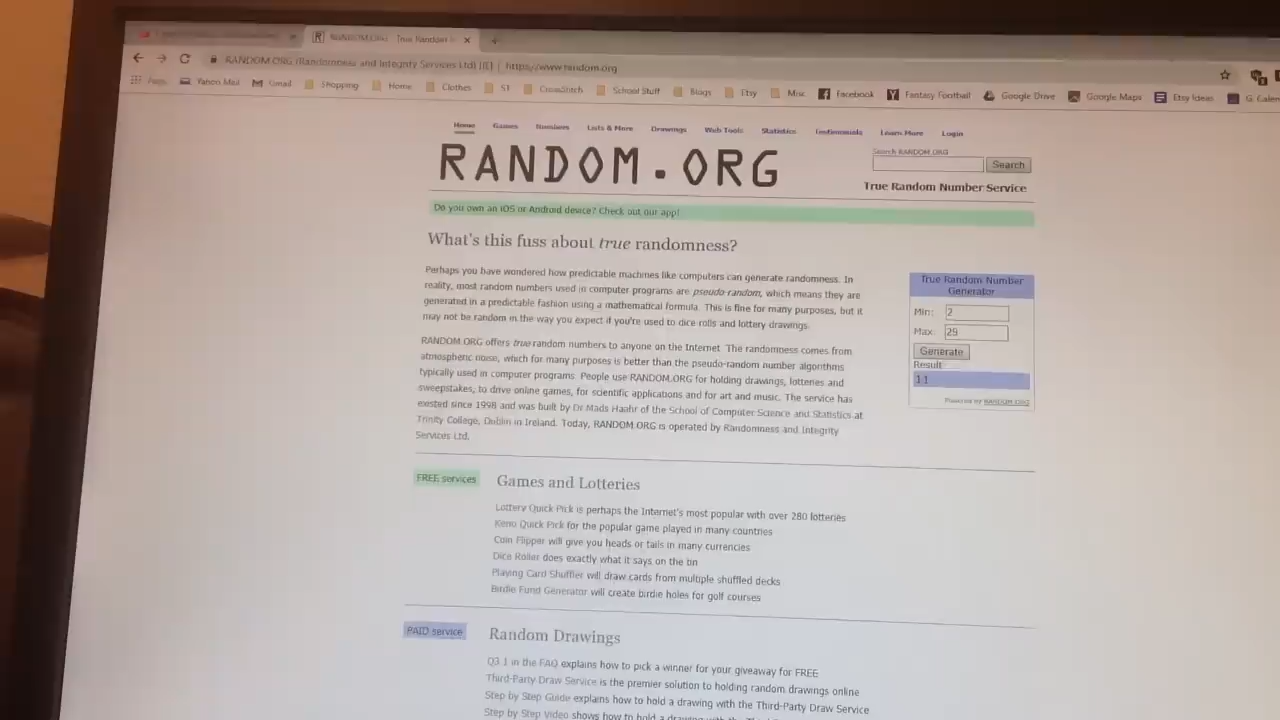 RANDOM.ORG - True Random
RANDOM.ORG (Randomness and Integrity Services Ltd) [IE] | https://www.random.org
Apps Yahoo Mail Gmail Shopping Home Clothes ST CrossStitch School Stuff Blogs Etsy Misc Facebook Fantasy Football Google Drive Google Maps Etsy Ideas
Home Games Numbers Lists & More Drawings Web Tools Statistics Testimonials Learn More Login
RANDOM.ORG
Search RANDOM.ORG
Search
True Random Number Service
Do you own an iOS or Android device? Check out our app!
What's this fuss about true randomness?
Perhaps you have wondered how predictable machines like computers can generate randomness. In
reality, most random numbers used in computer programs are pseudo-random, which means they are
generated in a predictable fashion using a mathematical formula. This is fine for many purposes, but it
may not be random in the way you expect if you're used to dice rolls and lottery drawings.
RANDOM.ORG offers true random numbers to anyone on the Internet. The randomness comes from
atmospheric noise, which for many purposes is better than the pseudo-random number algorithms
typically used in computer programs. People use RANDOM.ORG for holding drawings, lotteries and
sweepstakes, to drive online games, for scientific applications and for art and music. The service has
existed since 1998 and was built by Dr Mads Haahr of the School of Computer Science and Statistics at
Trinity College, Dublin in Ireland. Today, RANDOM.ORG is operated by Randomness and Integrity
Services Ltd.
True Random Number
Generator
Min: 2
Max: 25
Generate
Result:
11
Powered by RANDOM.ORG
FREE services
Games and Lotteries
Lottery Quick Pick is perhaps the Internet's most popular with over 280 lotteries
Keno Quick Pick for the popular game played in many countries
Coin Flipper will give you heads or tails in many currencies
Dice Roller does exactly what it says on the tin
Playing Card Shuffler will draw cards from multiple shuffled decks
Birdie Fund Generator will create birdie holes for golf courses
PAID service
Random Drawings
Q3.1 in the FAQ explains how to pick a winner for your giveaway for FREE
Third-Party Draw Service is the premier solution to holding random drawings online
Step by Step Guide explains how to hold a drawing with the Third-Party Draw Service
Step by Step Video shows how to hold a drawing with the Third-Party Draw